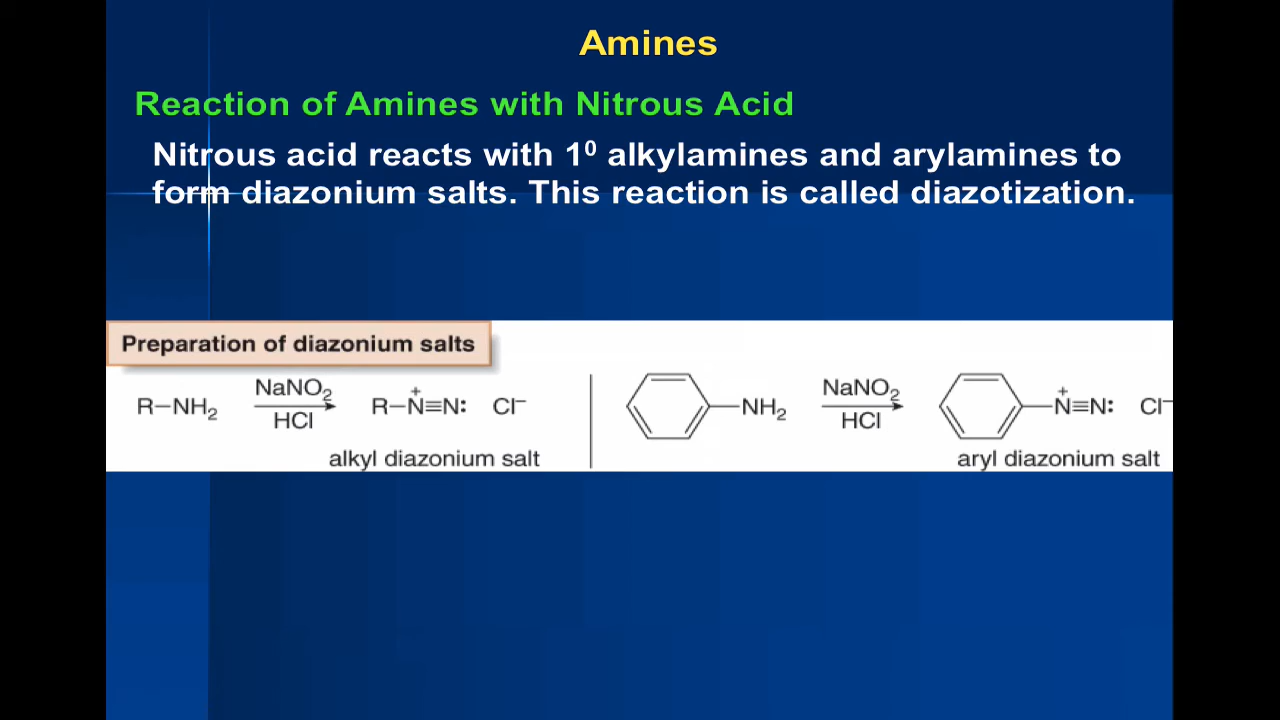 Amines
Reaction of Amines with Nitrous Acid
Nitrous acid reacts with 1⁰ alkylamines and arylamines to
form diazonium salts. This reaction is called diazotization.
Preparation of diazonium salts
R–NH₂
NaNO₂
HCl
R–N⁺≡N: Cl⁻
alkyl diazonium salt
NH₂
NaNO₂
HCl
N⁺≡N: Cl⁻
aryl diazonium salt